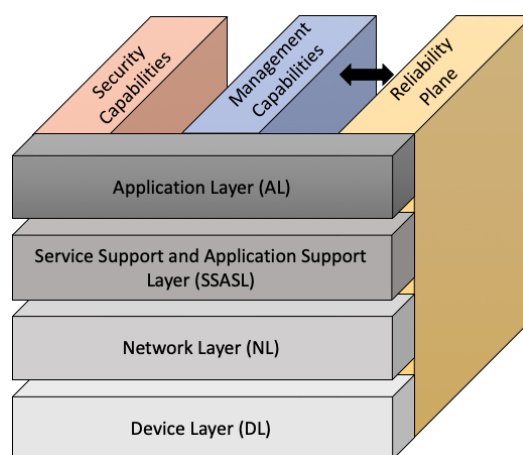 Security
Capabilities
Management
Capabilities
Reliability
Plane
Application Layer (AL)
Service Support and Application Support
Layer (SSASL)
Network Layer (NL)
Device Layer (DL)